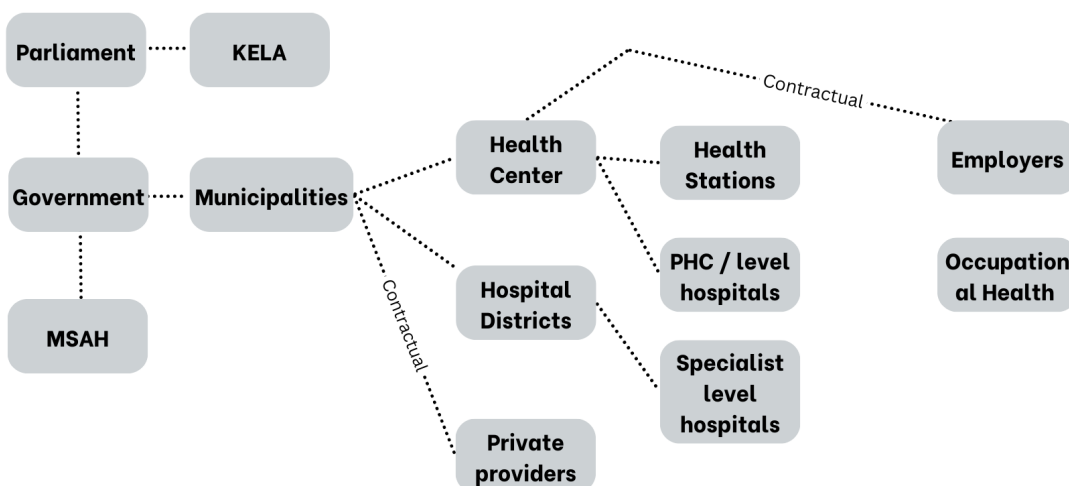 Parliament
KELA
Contractual
Health
Center
Health
Stations
Employers
Government
Municipalities
PHC / level
hospitals
Occupation
al Health
Contractual
Hospital
Districts
MSAH
Specialist
level
hospitals
Private
providers